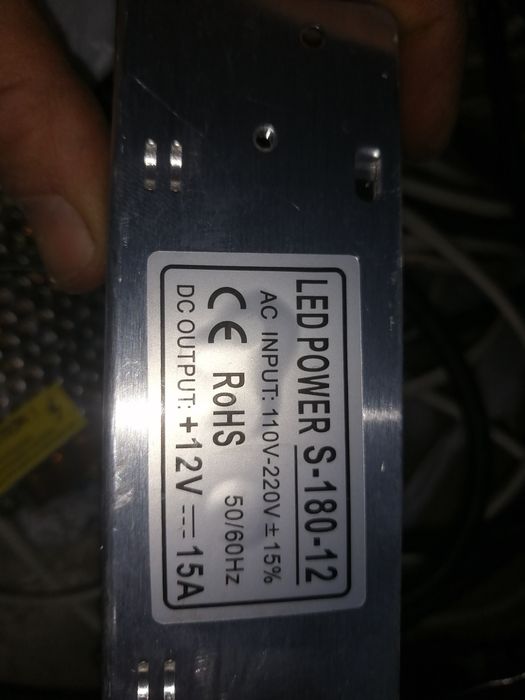 LED POWER S-180-12
AC INPUT: 110V-220V ± 15%
CE RoHS 50/60Hz
DC OUTPUT: +12V ⎓ 15A